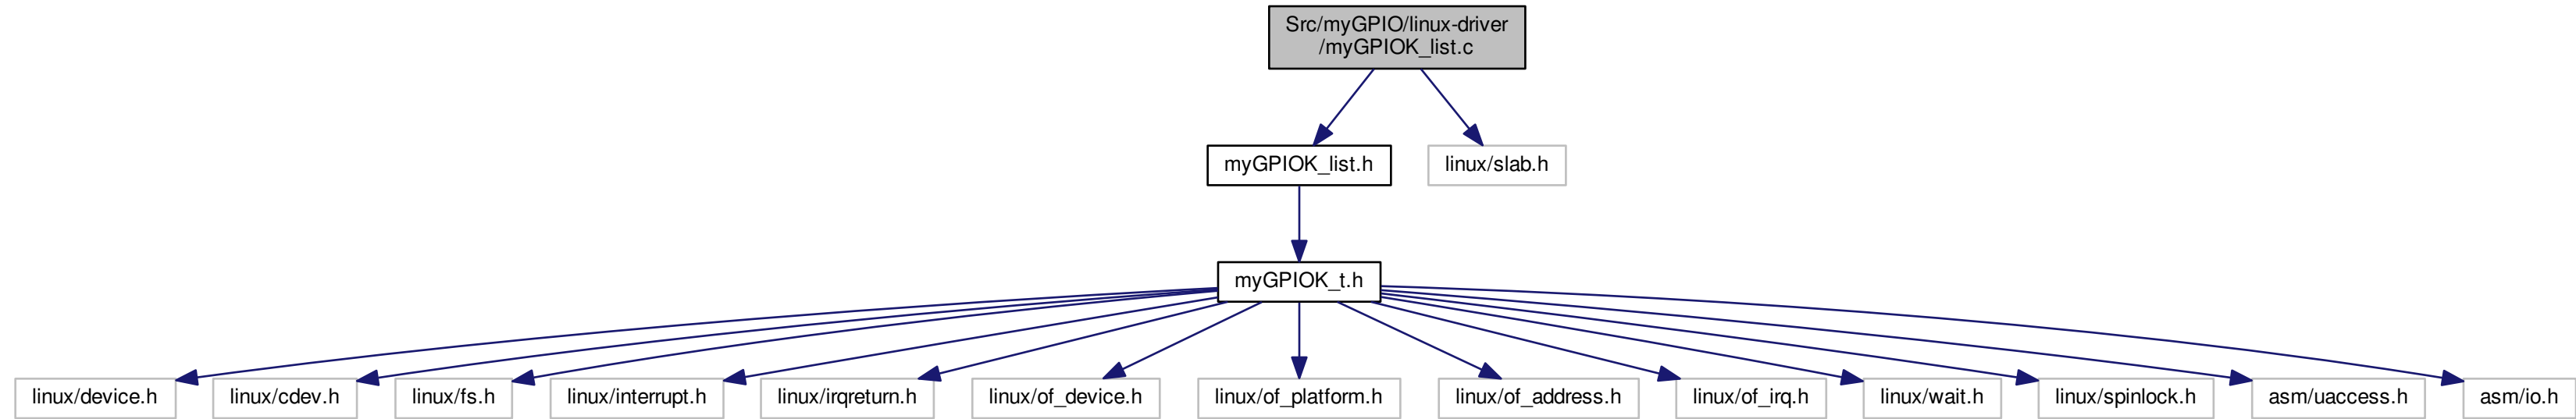 Src/myGPIO/linux-driver
/myGPIOK_list.c
myGPIOK_list.h
linux/slab.h
myGPIOK_t.h
linux/device.h
linux/cdev.h
linux/fs.h
linux/interrupt.h
linux/irqreturn.h
linux/of_device.h
linux/of_platform.h
linux/of_address.h
linux/of_irq.h
linux/wait.h
linux/spinlock.h
asm/uaccess.h
asm/io.h